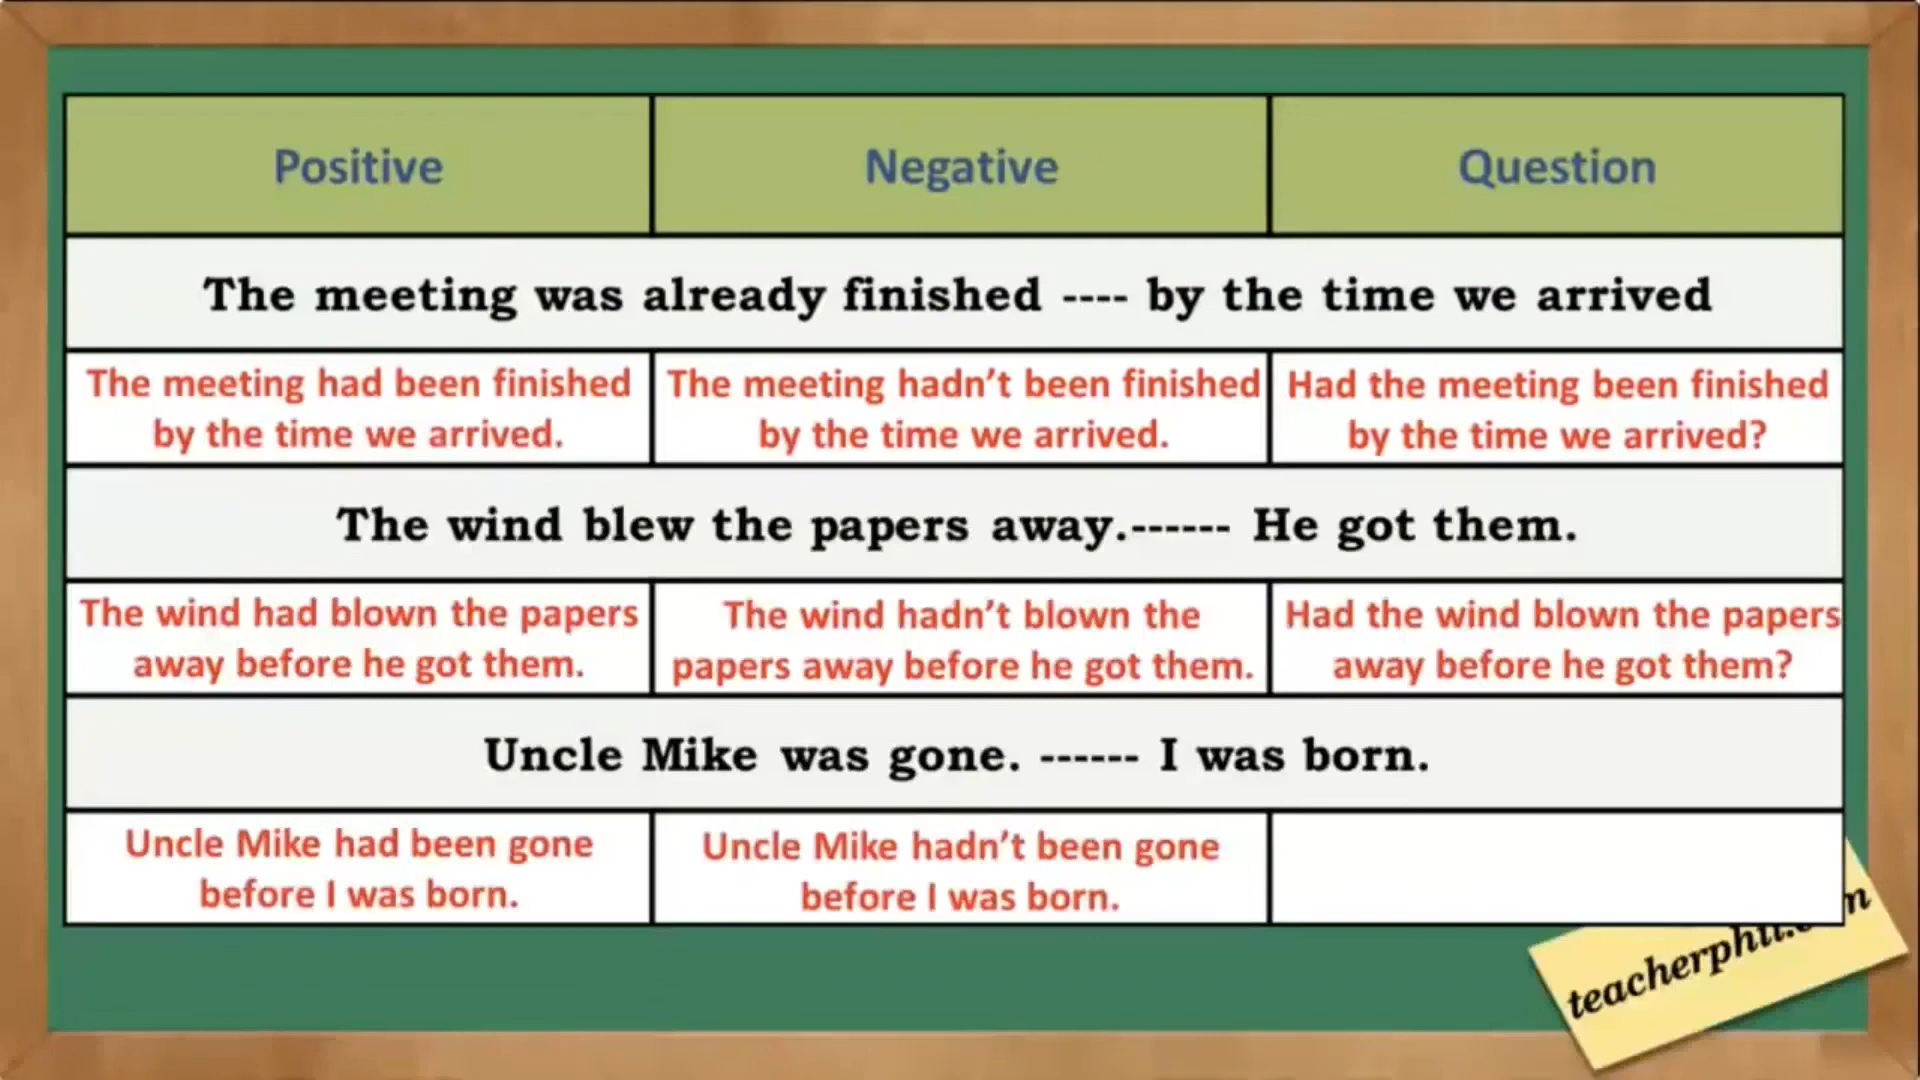 Positive
Negative
Question
The meeting was already finished ---- by the time we arrived
The meeting had been finished
by the time we arrived.
The meeting hadn't been finished
by the time we arrived.
Had the meeting been finished
by the time we arrived?
The wind blew the papers away.------ He got them.
The wind had blown the papers
away before he got them.
The wind hadn't blown the
papers away before he got them.
Had the wind blown the papers
away before he got them?
Uncle Mike was gone. ------ I was born.
Uncle Mike had been gone
before I was born.
Uncle Mike hadn't been gone
before I was born.